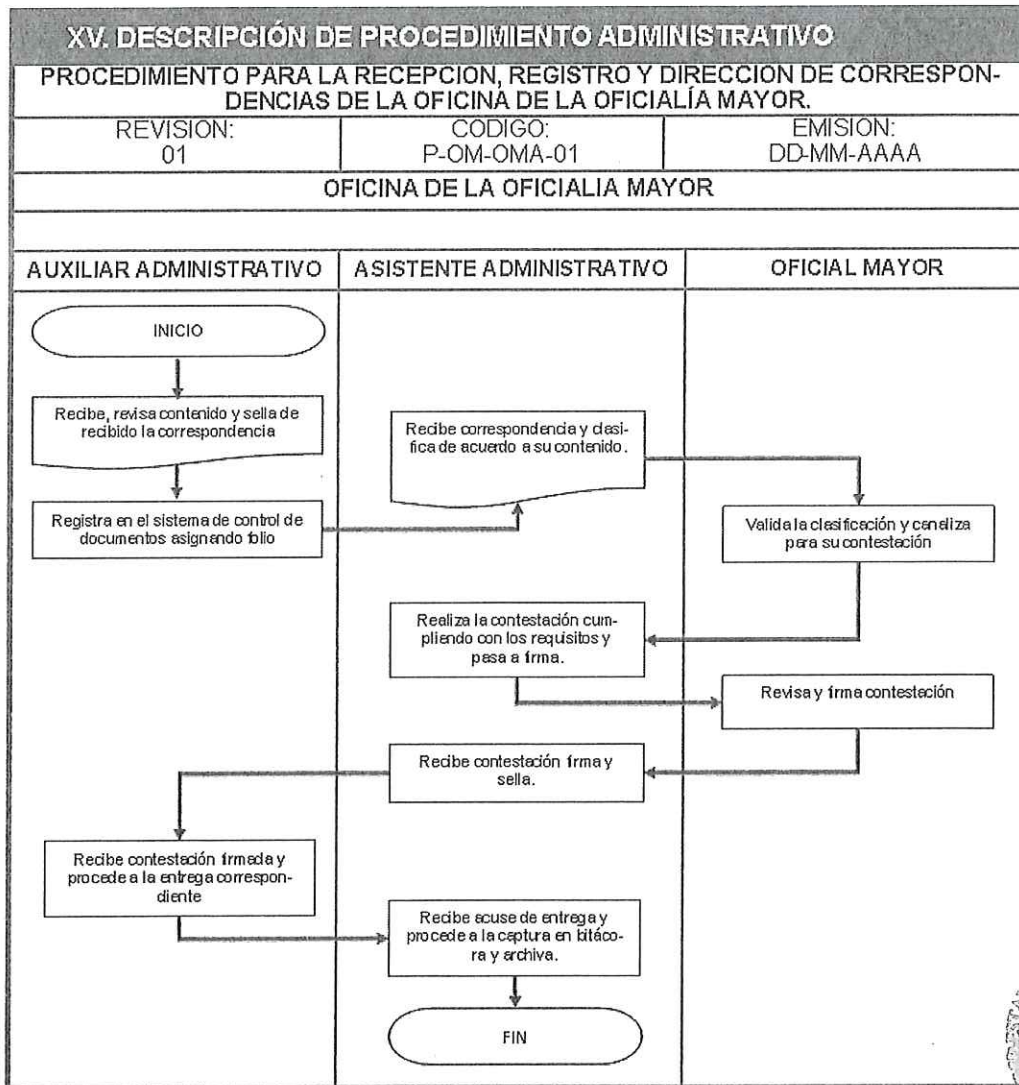 XV. DESCRIPCIÓN DE PROCEDIMIENTO ADMINISTRATIVO
PROCEDIMIENTO PARA LA RECEPCION, REGISTRO Y DIRECCION DE CORRESPON-
DENCIAS DE LA OFICINA DE LA OFICIALÍA MAYOR.
REVISION:
01
CODIGO:
P-OM-OMA-01
EMISION:
DD-MM-AAAA
OFICINA DE LA OFICIALIA MAYOR
AUXILIAR ADMINISTRATIVO
ASISTENTE ADMINISTRATIVO
OFICIAL MAYOR
INICIO
Recibe, revisa contenido y sella de
recibido la correspondencia
Registra en el sistema de control de
documentos asignando folio
Recibe correspondencia y clasi-
fica de acuerdo a su contenido.
Valida la clasificación y canaliza
para su contestación
Realiza la contestación cum-
pliendo con los requisitos y
pasa a firma.
Revisa y firma contestación
Recibe contestación firma y
sella.
Recibe contestación firmada y
procede a la entrega correspon-
diente
Recibe acuse de entrega y
procede a la captura en bitáco-
ra y archiva.
FIN